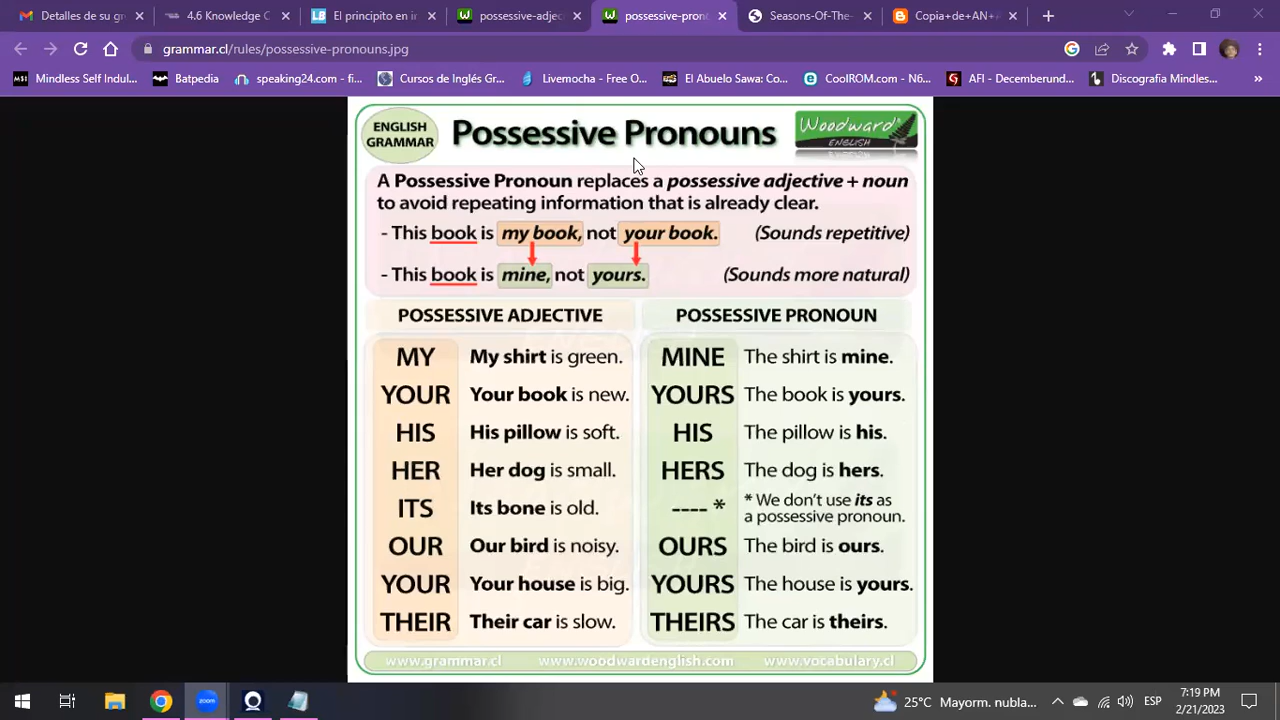 Detalles de su gr
4.6 Knowledge C
El principito en in
possessive-adjec
possessive-pron
Seasons-Of-The-
Copia+de+AN+
grammar.cl/rules/possessive-pronouns.jpg
Mindless Self Indul...
Batpedia
speaking24.com - fi...
Cursos de Inglés Gr...
Livemocha - Free O...
El Abuelo Sawa: Co...
CoolROM.com - N6...
AFI - Decemberund...
Discografia Mindles...
»
ENGLISH
GRAMMAR
Possessive Pronouns
Woodward
ENGLISH
A Possessive Pronoun replaces a possessive adjective + noun
to avoid repeating information that is already clear.
- This book is my book, not your book. (Sounds repetitive)
- This book is mine, not yours. (Sounds more natural)
POSSESSIVE ADJECTIVE
POSSESSIVE PRONOUN
MY My shirt is green.
MINE The shirt is mine.
YOUR Your book is new.
YOURS The book is yours.
HIS His pillow is soft.
HIS The pillow is his.
HER Her dog is small.
HERS The dog is hers.
ITS Its bone is old.
---- * * We don't use its as
a possessive pronoun.
OUR Our bird is noisy.
OURS The bird is ours.
YOUR Your house is big.
YOURS The house is yours.
THEIR Their car is slow.
THEIRS The car is theirs.
www.grammar.cl www.woodwardenglish.com www.vocabulary.cl
zoom
25°C Mayorm. nubla...
ESP
7:19 PM
2/21/2023